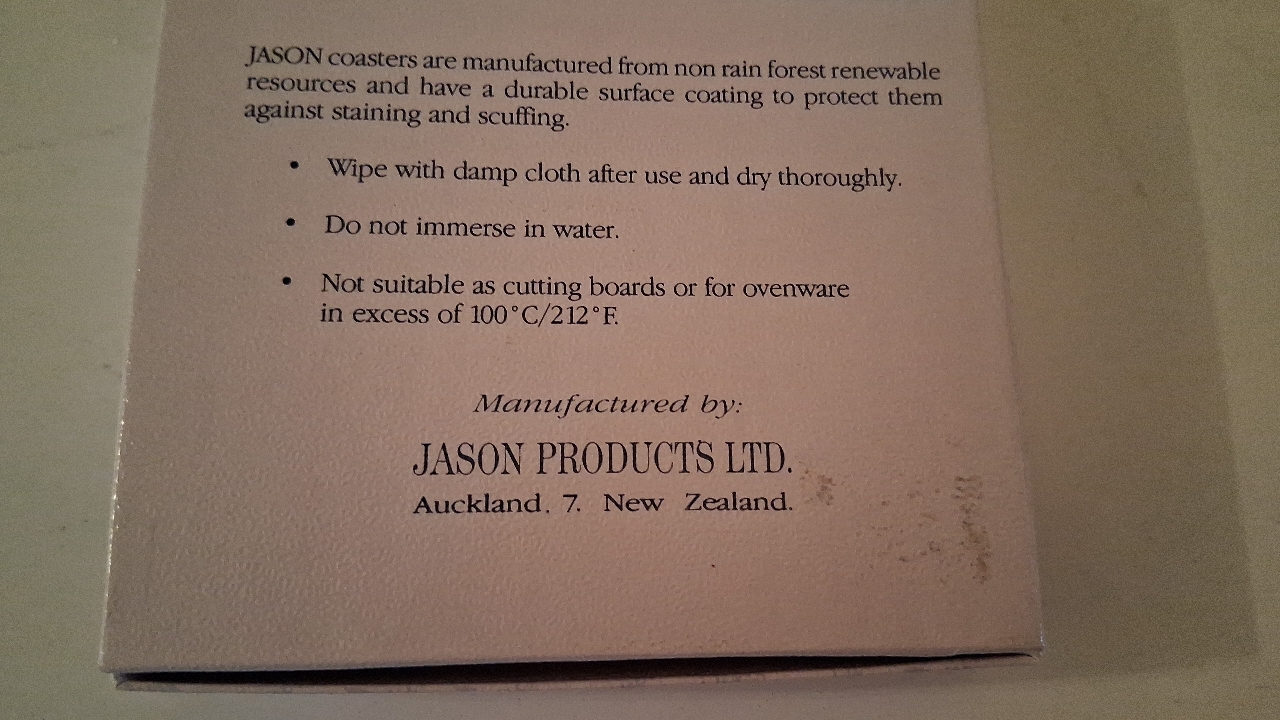 JASON coasters are manufactured from non rain forest renewable
resources and have a durable surface coating to protect them
against staining and scuffing.
• Wipe with damp cloth after use and dry thoroughly.
• Do not immerse in water.
• Not suitable as cutting boards or for ovenware
in excess of 100°C/212°F.
Manufactured by:
JASON PRODUCTS LTD.
Auckland, 7. New Zealand.